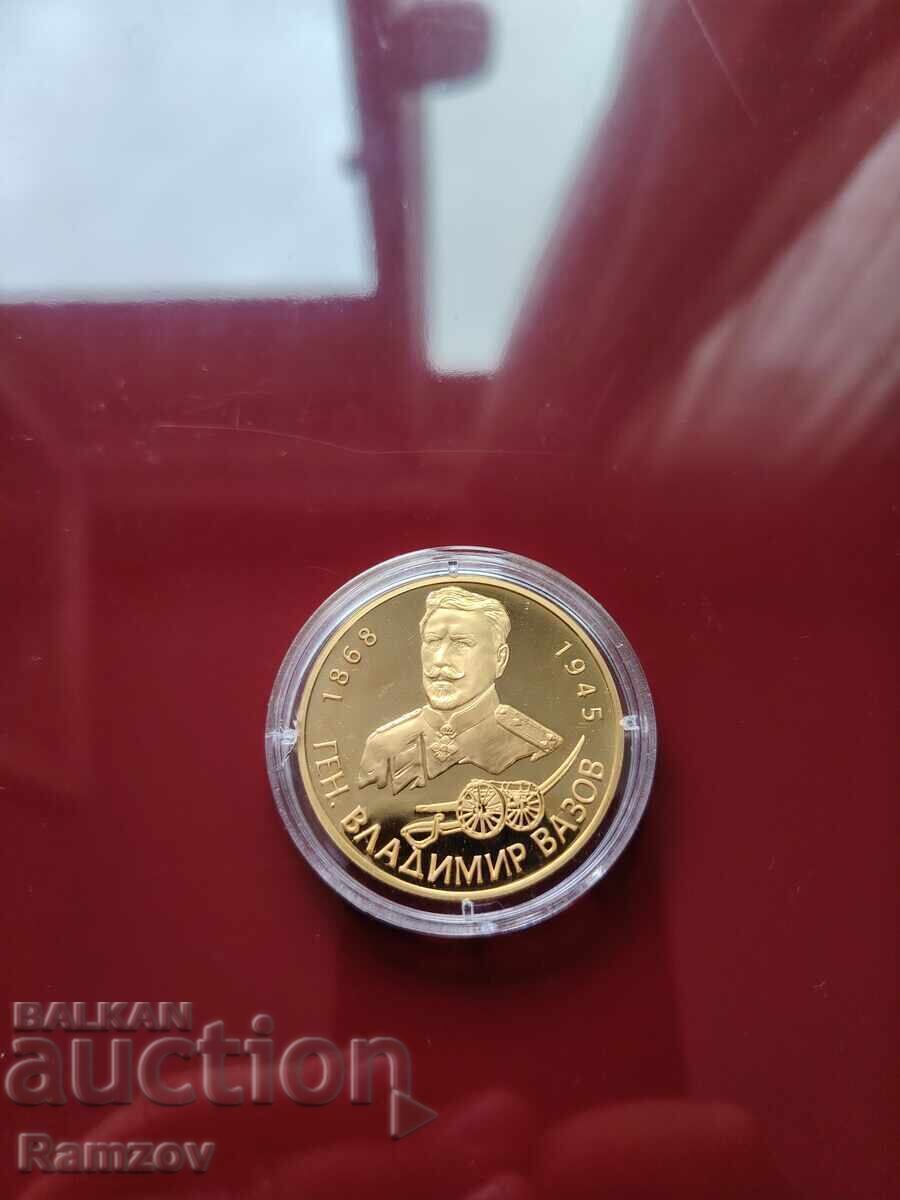 1868
1945
ГЕН. ВЛАДИМИР ВАЗОВ
BALKAN
auction
Ramzov